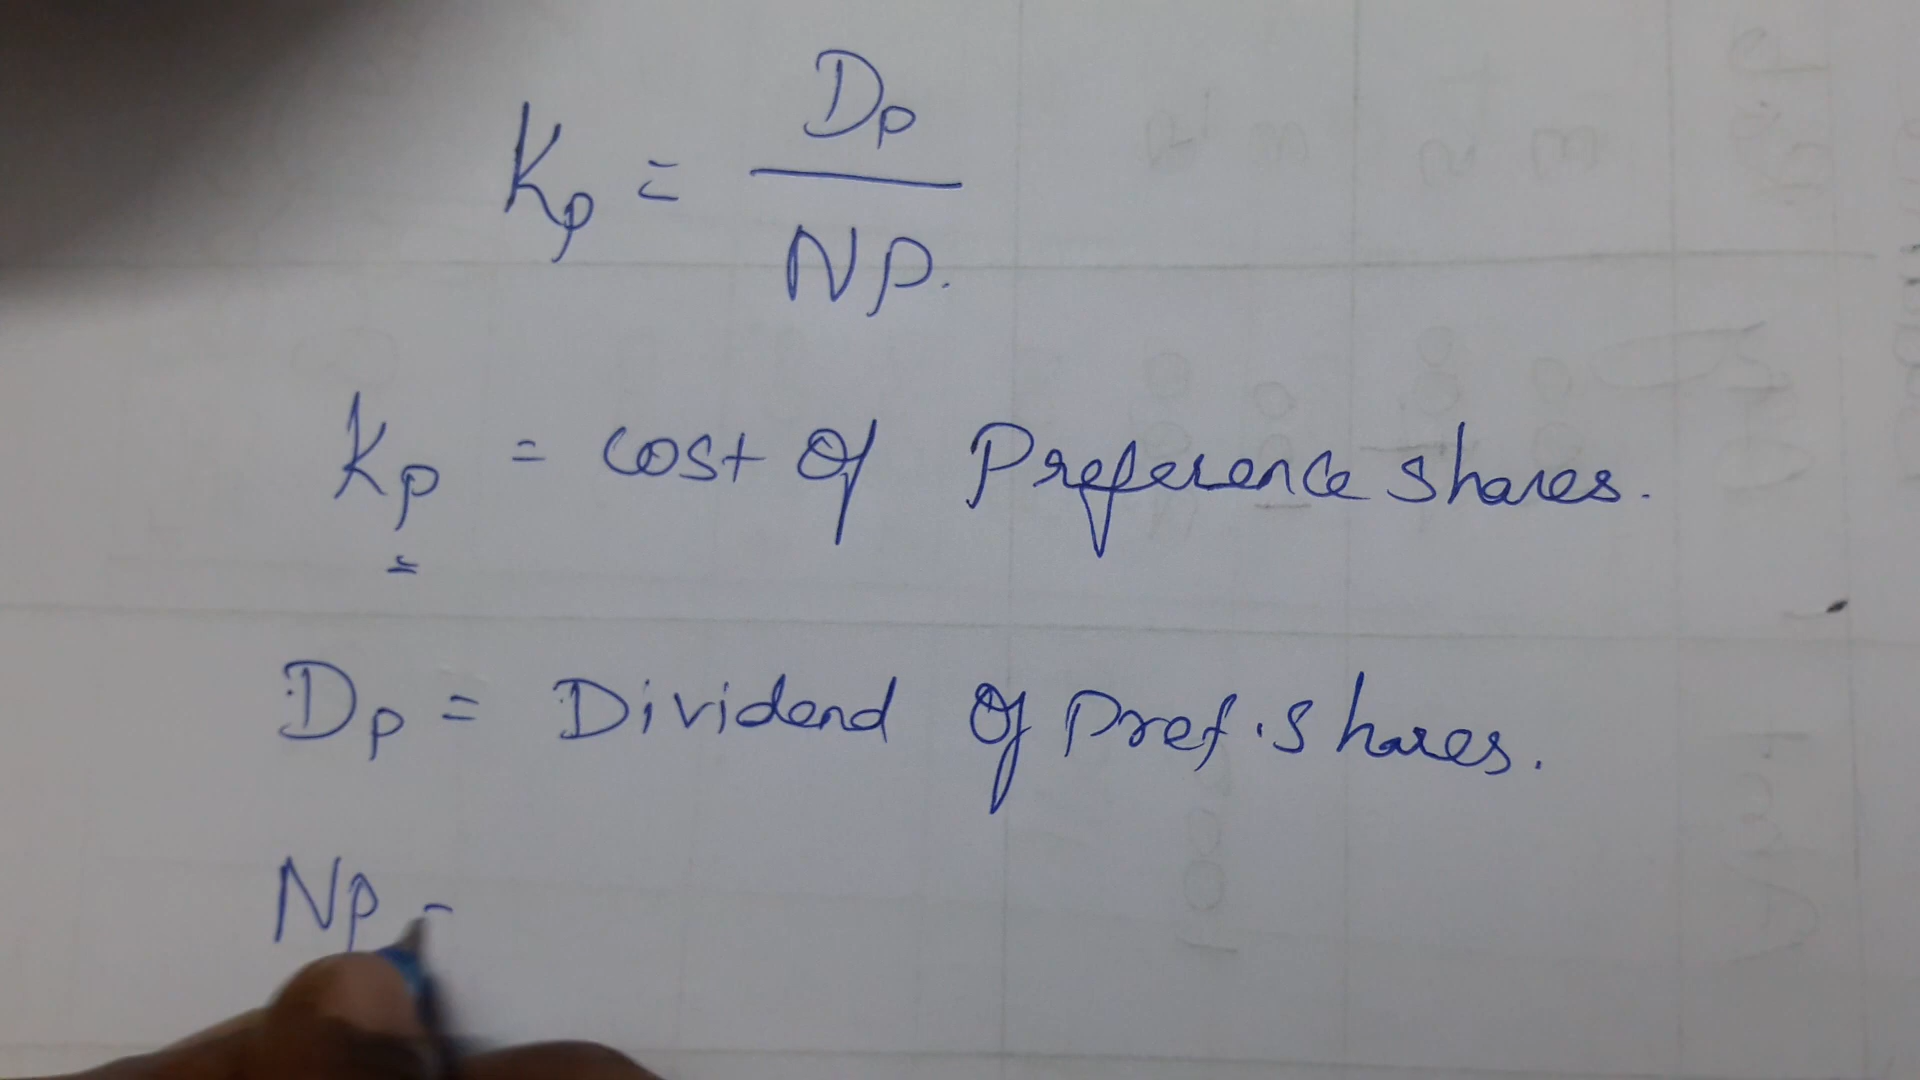 Kp = Dp
NP.
Kp = cost of Preference shares.
Dp = Dividend of Pref. Shares.
Np =